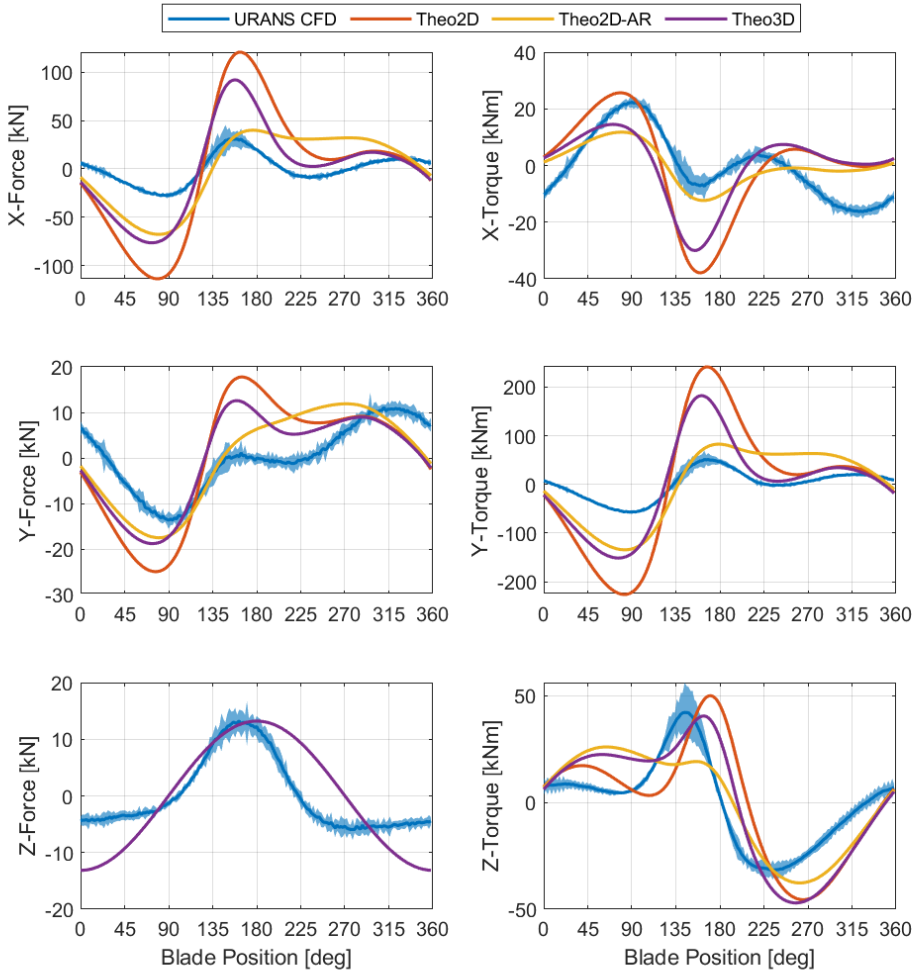 URANS CFD Theo2D Theo2D-AR Theo3D
X-Force [kN]
100
50
0
-50
-100
0 45 90 135 180 225 270 315 360
X-Torque [kNm]
40
20
0
-20
-40
0 45 90 135 180 225 270 315 360
Y-Force [kN]
20
10
0
-10
-20
-30
0 45 90 135 180 225 270 315 360
Y-Torque [kNm]
200
100
0
-100
-200
0 45 90 135 180 225 270 315 360
Z-Force [kN]
20
10
0
-10
-20
0 45 90 135 180 225 270 315 360
Blade Position [deg]
Z-Torque [kNm]
50
0
-50
0 45 90 135 180 225 270 315 360
Blade Position [deg]